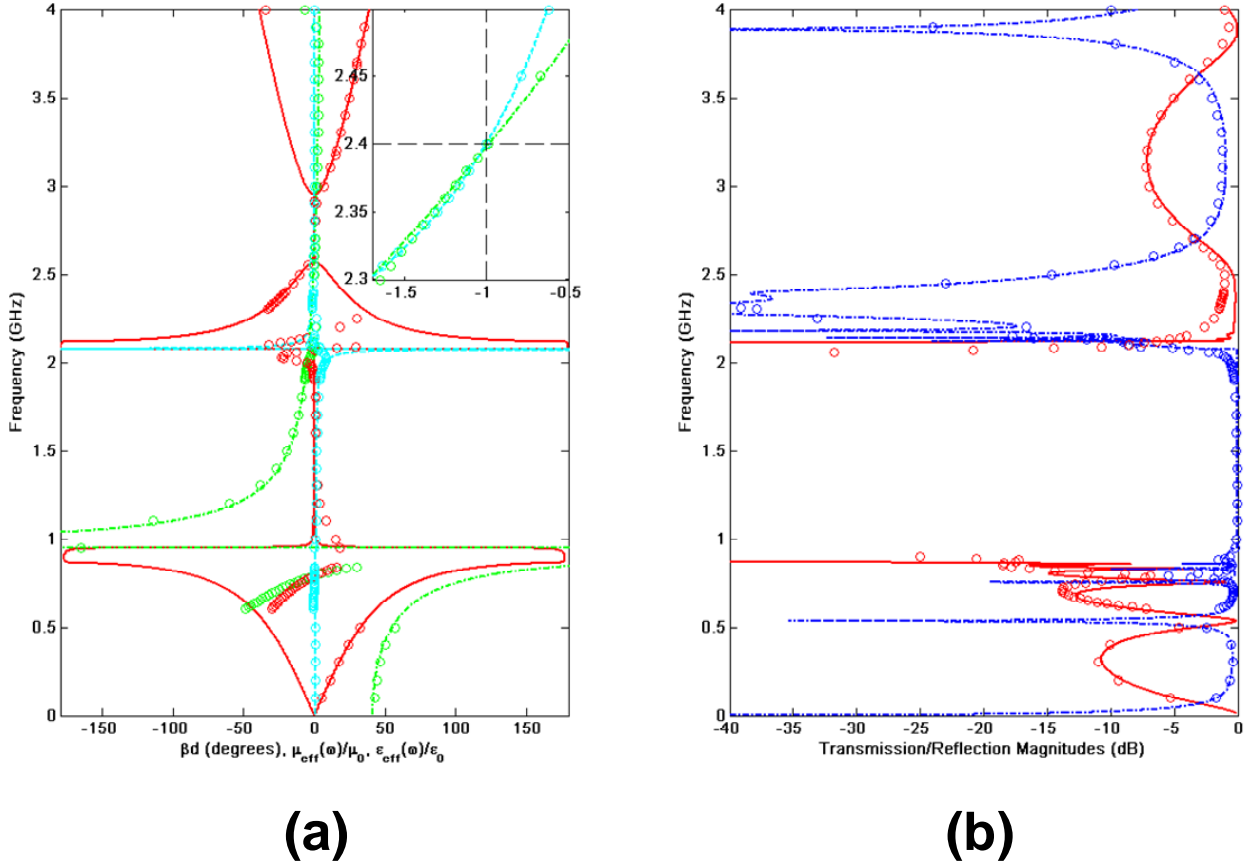 4
3.5
3
2.5
2
1.5
1
0.5
0
Frequency (GHz)
-150 -100 -50 0 50 100 150
βd (degrees), μeff(ω)/μ0, εeff(ω)/ε0
2.45
2.4
2.35
2.3
-1.5 -1 -0.5
(a)
4
3.5
3
2.5
2
1.5
1
0.5
0
Frequency (GHz)
-40 -35 -30 -25 -20 -15 -10 -5 0
Transmission/Reflection Magnitudes (dB)
(b)